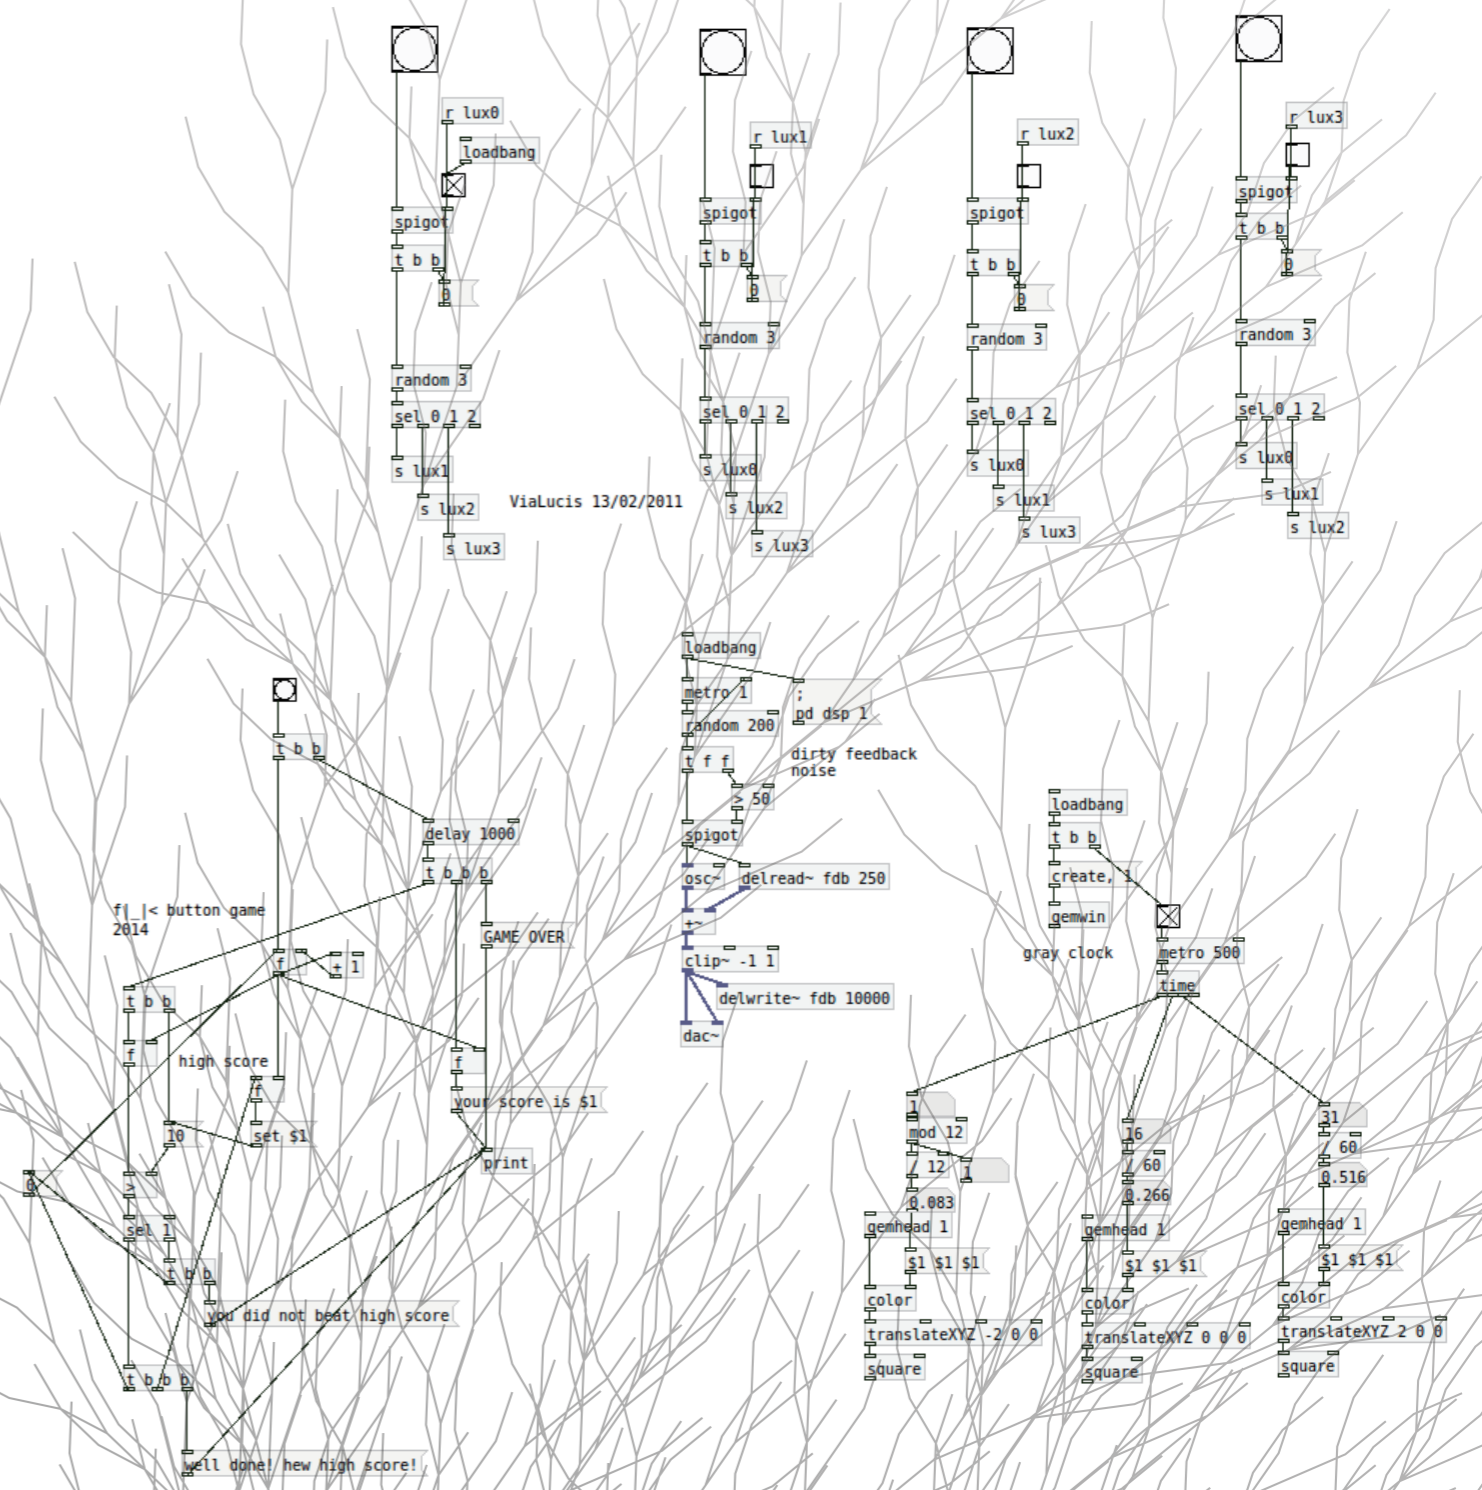 r lux0
loadbang
spigot
t b b
0
random 3
sel 0 1 2
s lux1
s lux2
s lux3
r lux1
spigot
t b b
0
random 3
sel 0 1 2
s lux0
s lux2
s lux3
r lux2
spigot
t b b
0
random 3
sel 0 1 2
s lux0
s lux1
s lux3
r lux3
spigot
t b b
0
random 3
sel 0 1 2
s lux0
s lux1
s lux2
ViaLucis 13/02/2011
t b b
delay 1000
t b b b
f|_|< button game
2014
GAME OVER
f
+ 1
t b b
f
high score
f
f
your score is $1
10
set $1
print
0
>
sel 1
t b b
you did not beat high score
t b b b
well done! hew high score!
loadbang
metro 1
;
pd dsp 1
random 200
t f f
dirty feedback
noise
> 50
spigot
osc~
delread~ fdb 250
+~
clip~ -1 1
delwrite~ fdb 10000
dac~
loadbang
t b b
create, 1
gemwin
gray clock
metro 500
time
1
mod 12
/ 12
1
0.083
gemhead 1
$1 $1 $1
color
translateXYZ -2 0 0
square
16
/ 60
0.266
gemhead 1
$1 $1 $1
color
translateXYZ 0 0 0
square
31
/ 60
0.516
gemhead 1
$1 $1 $1
color
translateXYZ 2 0 0
square